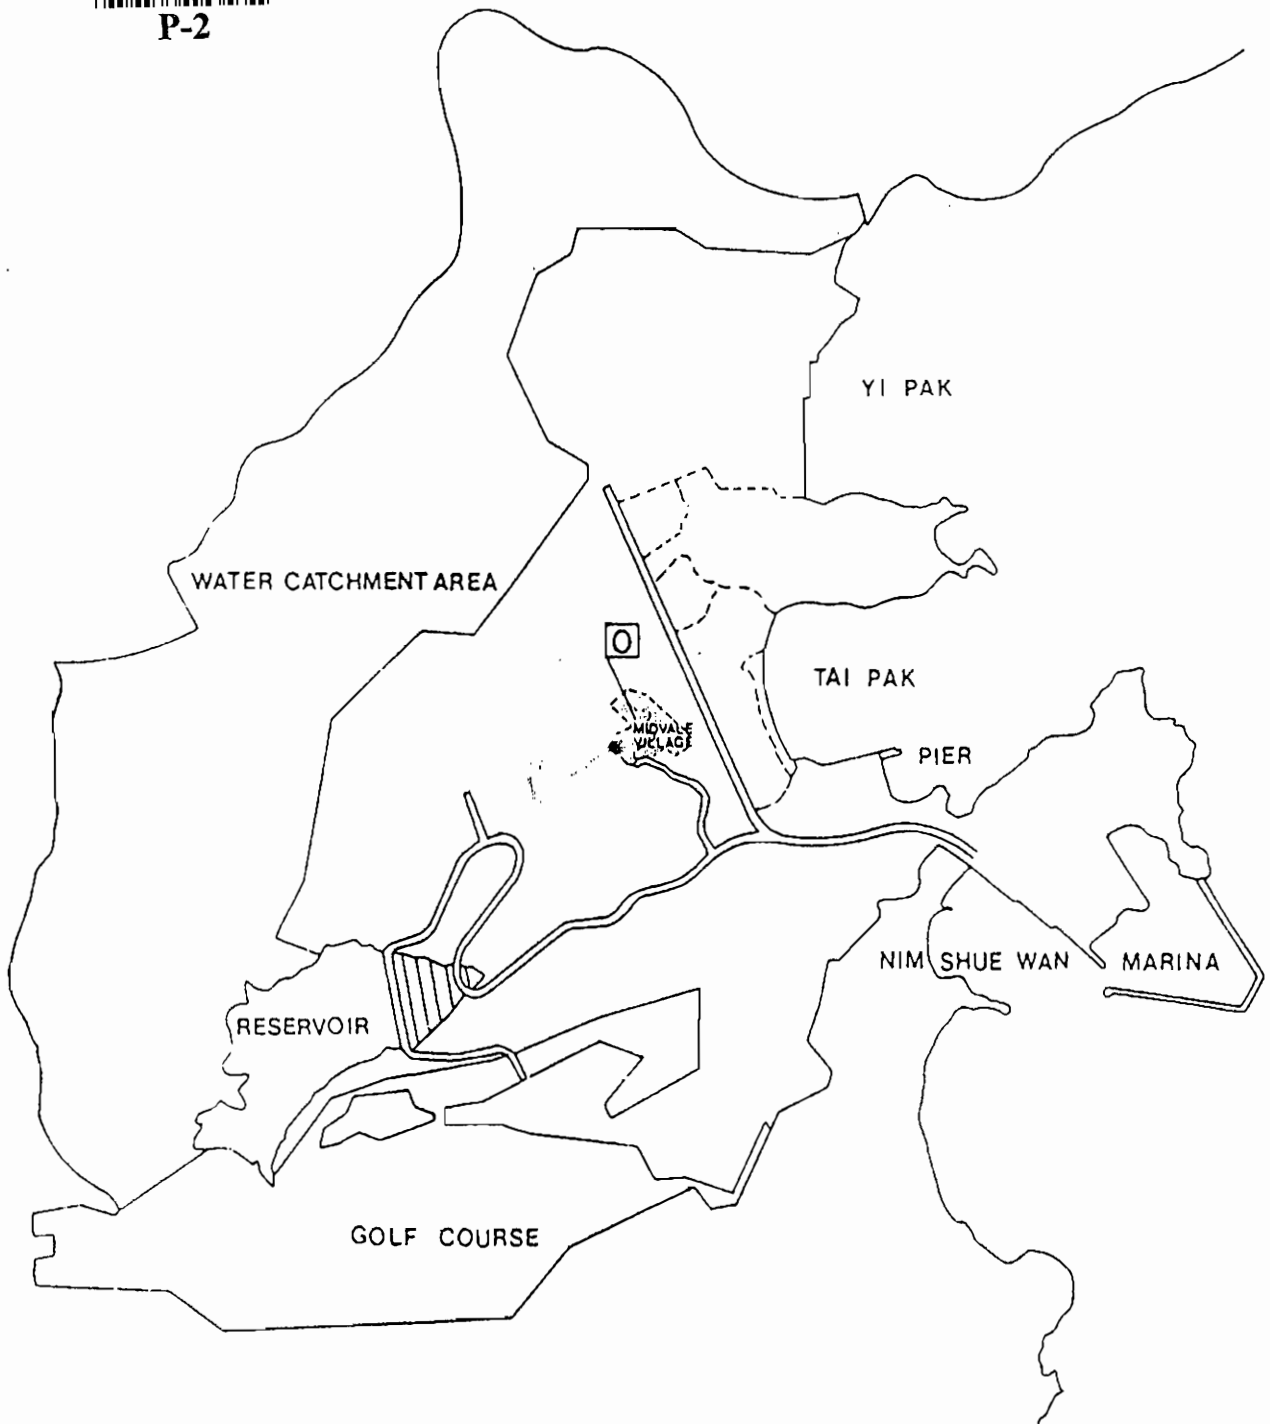 P-2
YI PAK
WATER CATCHMENT AREA
O
TAI PAK
MIDVALE
VILLAGE
PIER
NIM SHUE WAN
MARINA
RESERVOIR
GOLF COURSE